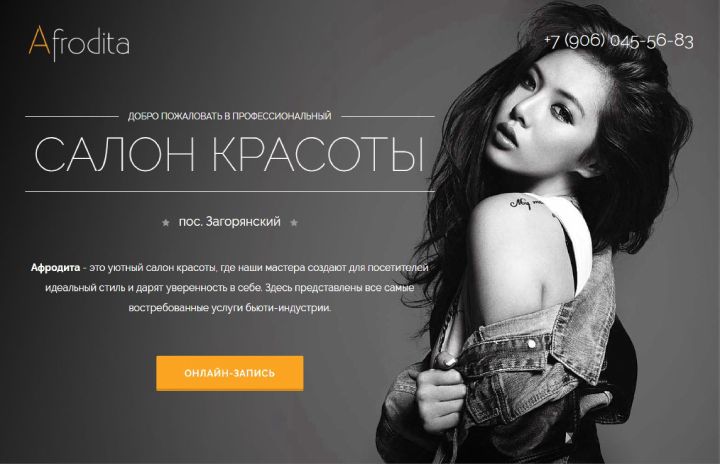 Afrodita
+7 (906) 045-56-83
ДОБРО ПОЖАЛОВАТЬ В ПРОФЕССИОНАЛЬНЫЙ
САЛОН КРАСОТЫ
пос. Загорянский
Афродита - это уютный салон красоты, где наши мастера создают для посетителей
идеальный стиль и дарят уверенность в себе. Здесь представлены все самые
востребованные услуги бьюти-индустрии.
ОНЛАЙН-ЗАПИСЬ
My